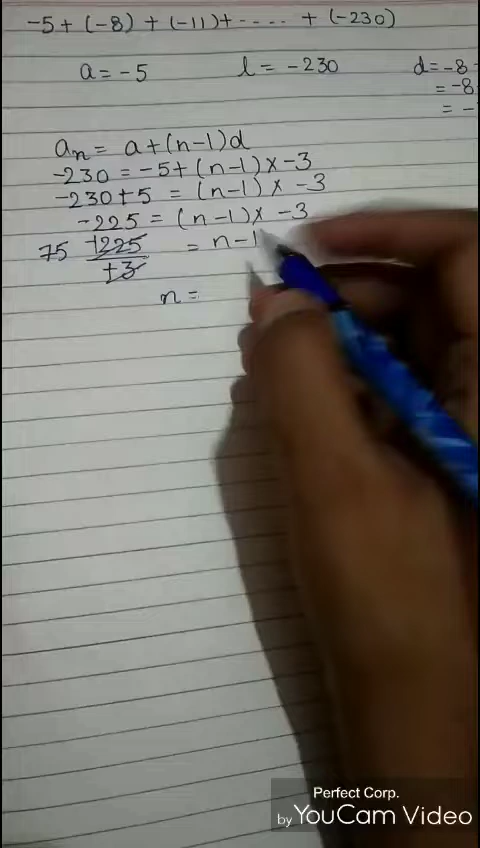 -5 + (-8) + (-11) + ..... + (-230)
a = -5 l = -230 d = -8
= -8
= -
an = a + (n-1)d
-230 = -5 + (n-1) × -3
-230+5 = (n-1) × -3
-225 = (n-1) × -3
75 -225 / -3 = n-1
n =
Perfect Corp.
by YouCam Video